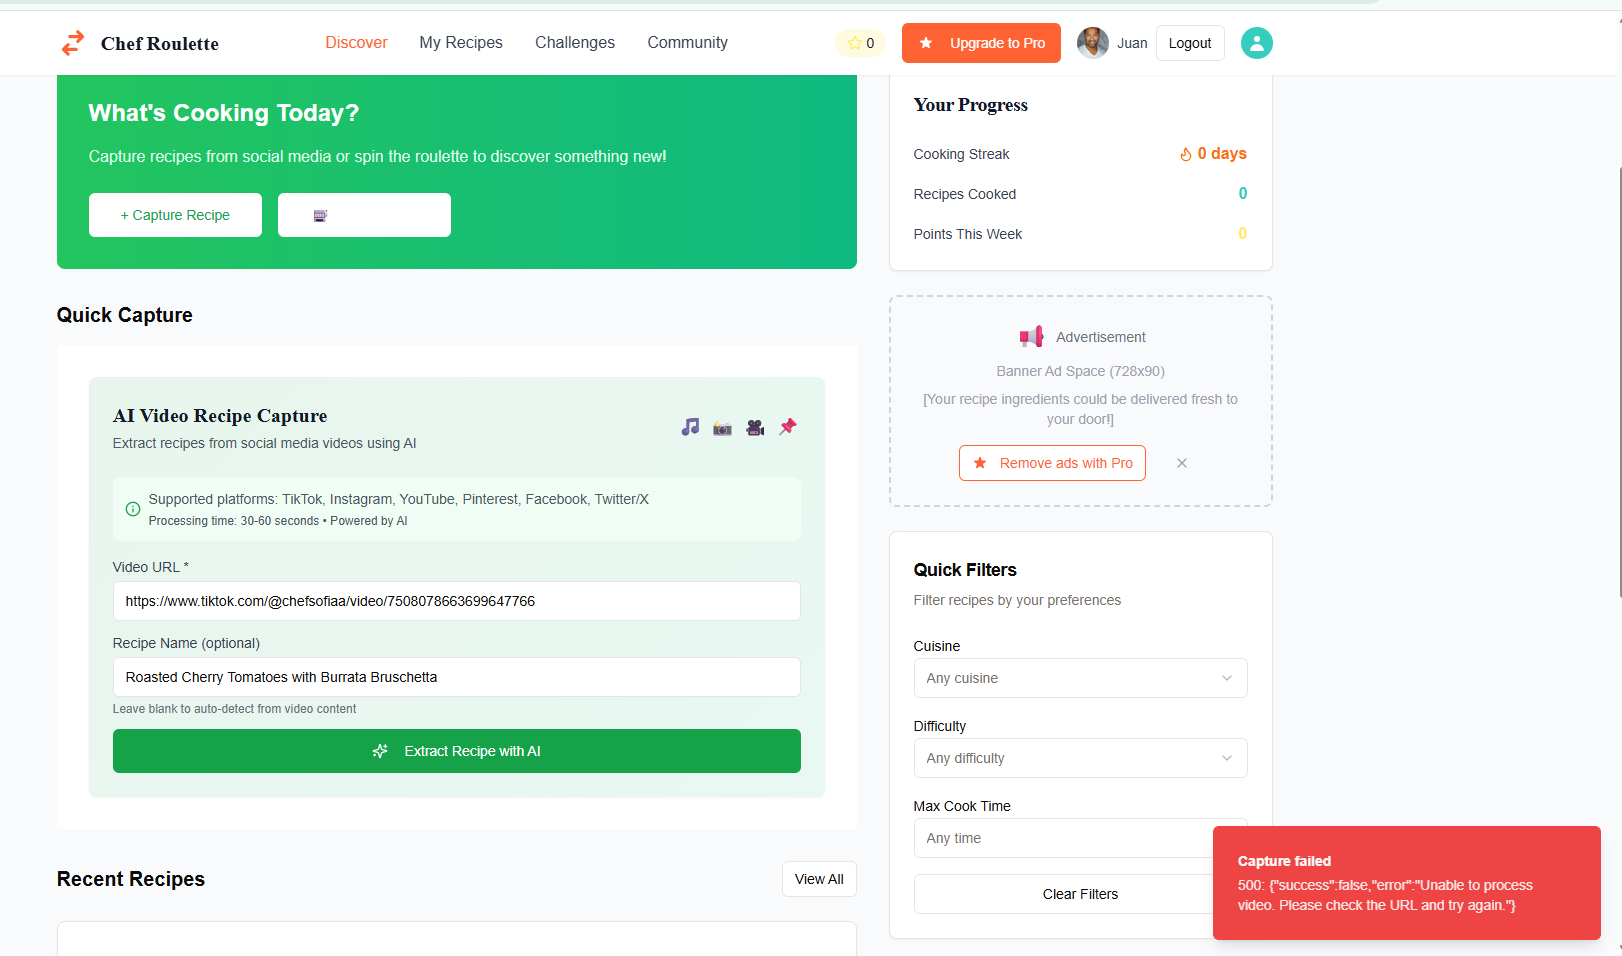 Chef Roulette
Discover
My Recipes
Challenges
Community
0
Upgrade to Pro
Juan
Logout
What's Cooking Today?
Capture recipes from social media or spin the roulette to discover something new!
+ Capture Recipe
Quick Capture
AI Video Recipe Capture
Extract recipes from social media videos using AI
Supported platforms: TikTok, Instagram, YouTube, Pinterest, Facebook, Twitter/X
Processing time: 30-60 seconds • Powered by AI
Video URL *
https://www.tiktok.com/@chefsofiaa/video/7508078663699647766
Recipe Name (optional)
Roasted Cherry Tomatoes with Burrata Bruschetta
Leave blank to auto-detect from video content
Extract Recipe with AI
Recent Recipes
View All
Your Progress
Cooking Streak
0 days
Recipes Cooked
0
Points This Week
0
Advertisement
Banner Ad Space (728x90)
[Your recipe ingredients could be delivered fresh to
your door!]
Remove ads with Pro
Quick Filters
Filter recipes by your preferences
Cuisine
Any cuisine
Difficulty
Any difficulty
Max Cook Time
Any time
Clear Filters
Capture failed
500: {"success":false,"error":"Unable to process
video. Please check the URL and try again."}